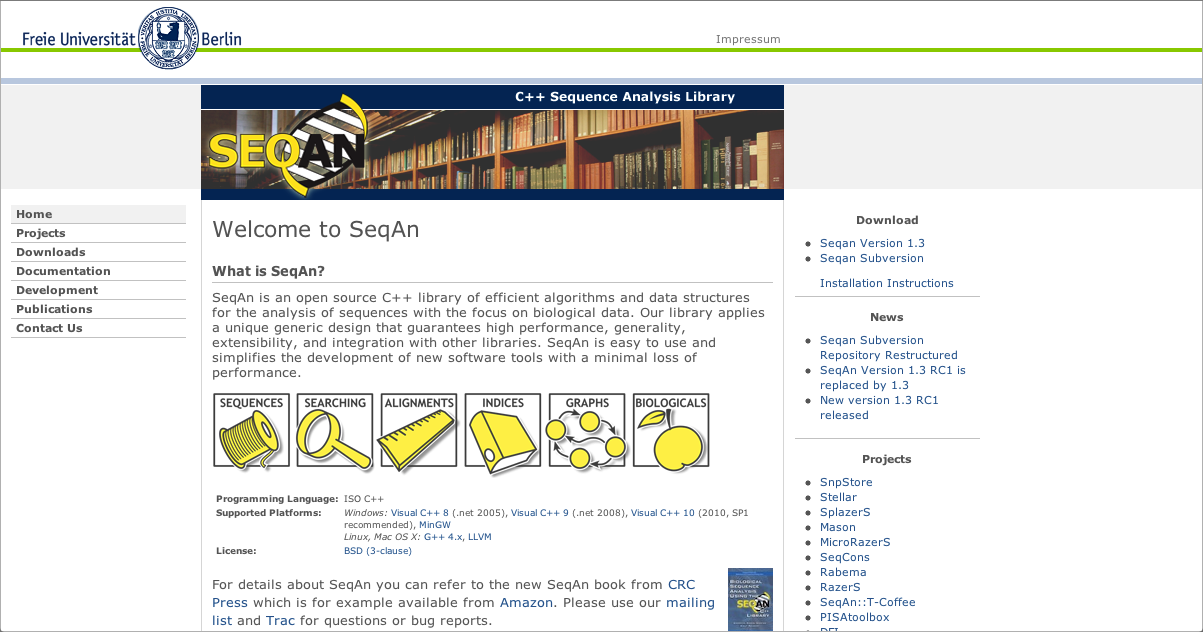 Freie Universität Berlin
Impressum
C++ Sequence Analysis Library
SEQAN
Home
Projects
Downloads
Documentation
Development
Publications
Contact Us
Welcome to SeqAn
What is SeqAn?
SeqAn is an open source C++ library of efficient algorithms and data structures
for the analysis of sequences with the focus on biological data. Our library applies
a unique generic design that guarantees high performance, generality,
extensibility, and integration with other libraries. SeqAn is easy to use and
simplifies the development of new software tools with a minimal loss of
performance.
SEQUENCES SEARCHING ALIGNMENTS INDICES GRAPHS BIOLOGICALS
Programming Language: ISO C++
Supported Platforms: Windows: Visual C++ 8 (.net 2005), Visual C++ 9 (.net 2008), Visual C++ 10 (2010, SP1
recommended), MinGW
Linux, Mac OS X: G++ 4.x, LLVM
License: BSD (3-clause)
For details about SeqAn you can refer to the new SeqAn book from CRC
Press which is for example available from Amazon. Please use our mailing
list and Trac for questions or bug reports.
BIOLOGICAL
SEQUENCE
ANALYSIS
SEQAN
LIBRARY
Download
Seqan Version 1.3
Seqan Subversion
Installation Instructions
News
Seqan Subversion
Repository Restructured
SeqAn Version 1.3 RC1 is
replaced by 1.3
New version 1.3 RC1
released
Projects
SnpStore
Stellar
SplazerS
Mason
MicroRazerS
SeqCons
Rabema
RazerS
SeqAn::T-Coffee
PISAtoolbox